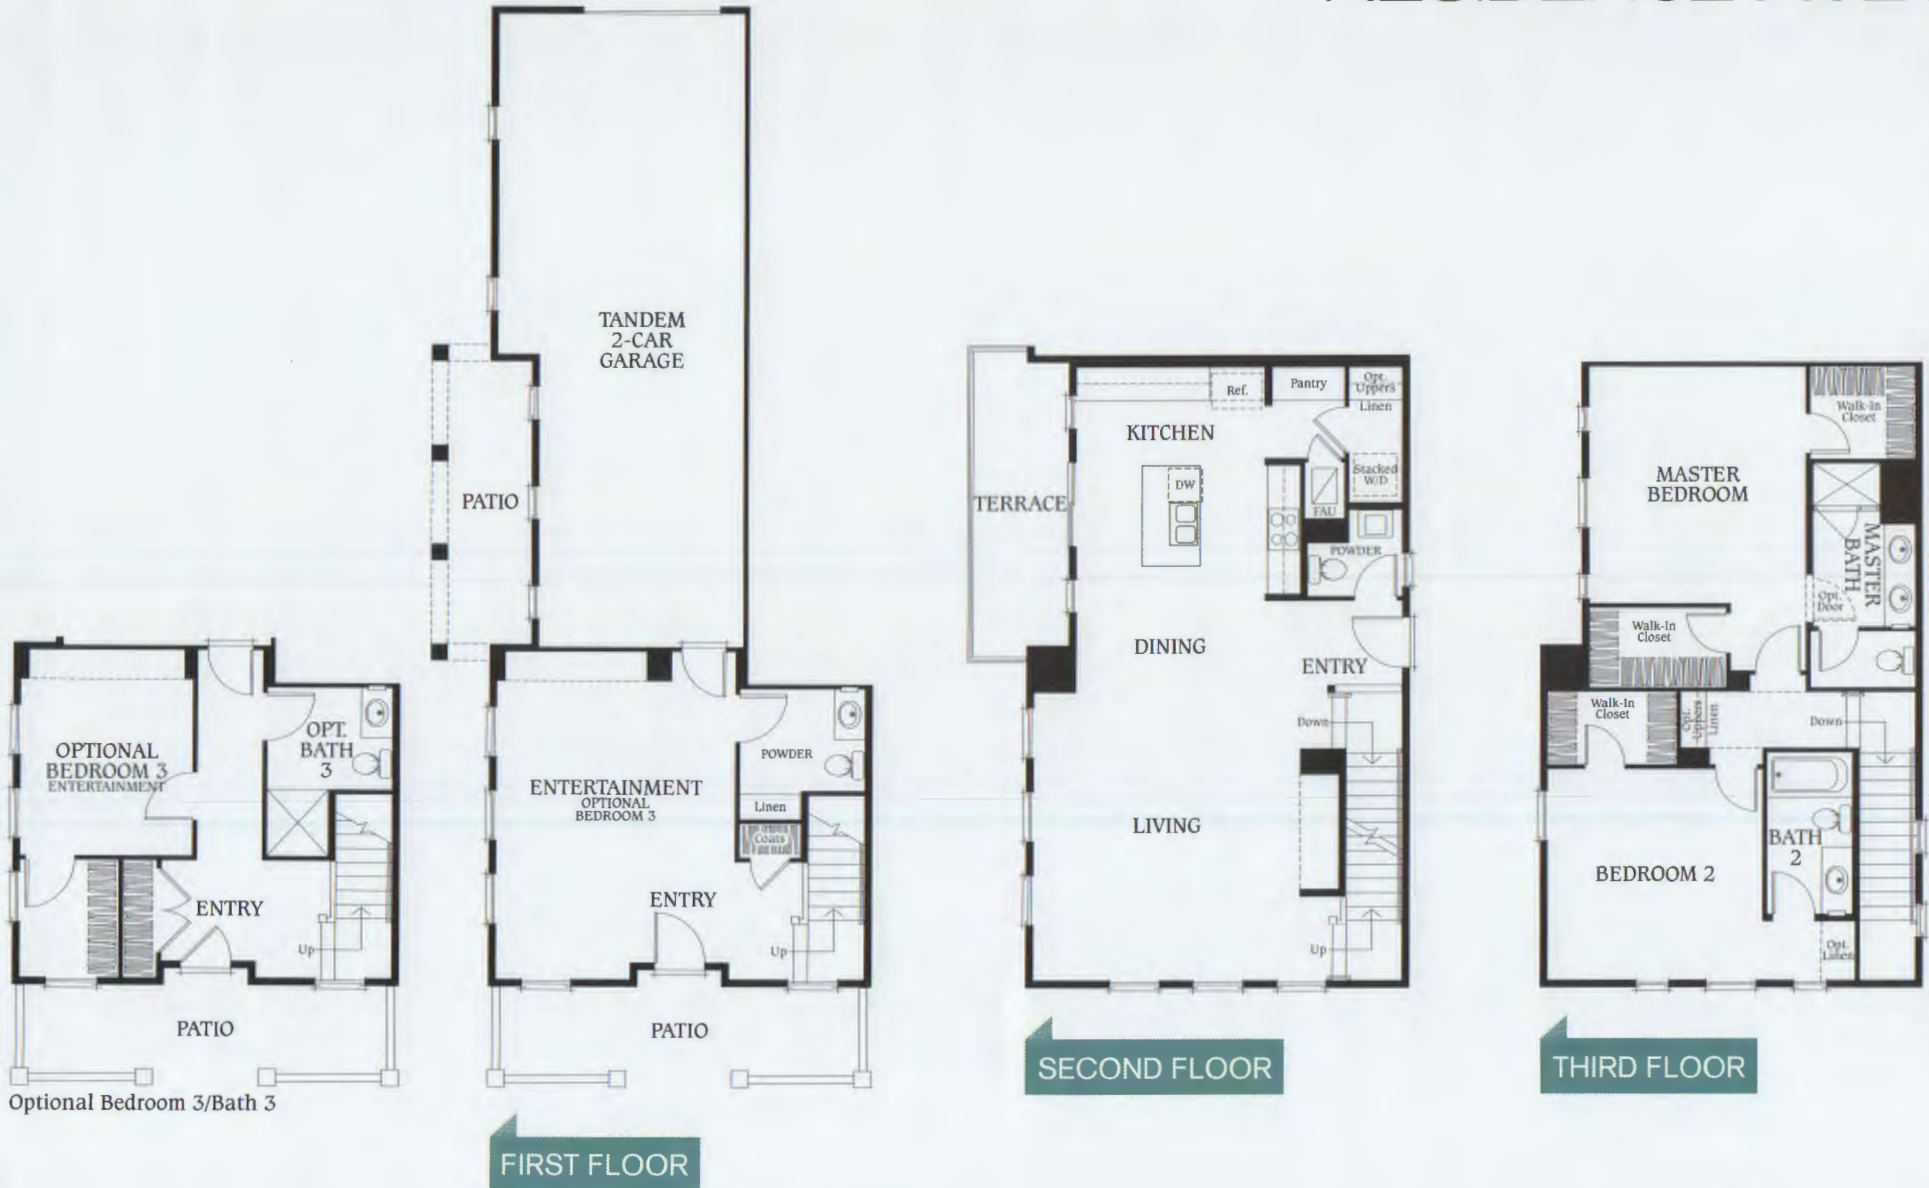 TANDEM
2-CAR
GARAGE
PATIO
OPTIONAL
BEDROOM 3
ENTERTAINMENT
OPT.
BATH
3
ENTRY
Up
PATIO
Optional Bedroom 3/Bath 3
ENTERTAINMENT
OPTIONAL
BEDROOM 3
POWDER
Linen
Coats
ENTRY
Up
PATIO
FIRST FLOOR
TERRACE
KITCHEN
Ref.
Pantry
Opt.
Uppers
Linen
DW
Stacked
W/D
FAU
POWDER
DINING
ENTRY
Down
LIVING
Up
SECOND FLOOR
Walk-In
Closet
MASTER
BEDROOM
MASTER
BATH
Opt.
Door
Walk-In
Closet
Walk-In
Closet
Opt.
Uppers
Linen
Down
BATH
2
BEDROOM 2
Opt.
Linen
THIRD FLOOR